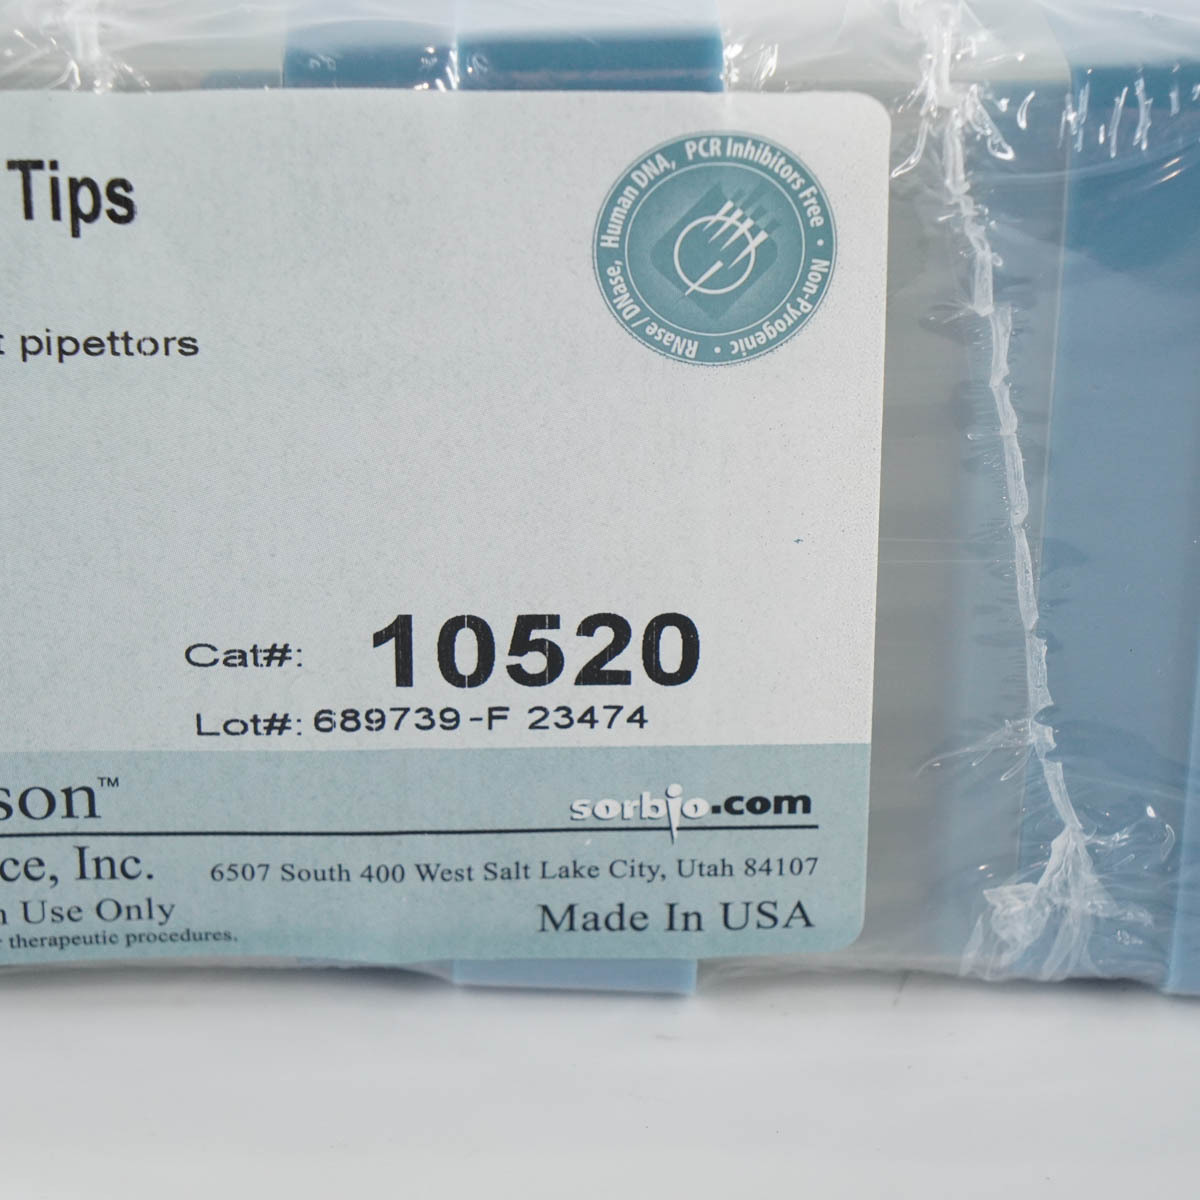 Tips
RNase / DNase, Human DNA, PCR Inhibitors Free • Non-Pyrogenic •
t pipettors
Cat#: 10520
Lot#: 689739-F 23474
son™
sorbio.com
ce, Inc.
6507 South 400 West Salt Lake City, Utah 84107
h Use Only
Made In USA
r therapeutic procedures.